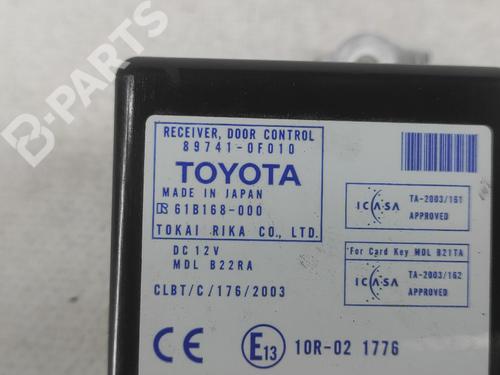 B-PARTS
RECEIVER, DOOR CONTROL
89741-0F010
TOYOTA
MADE IN JAPAN
61B168-000
TOKAI RIKA CO., LTD.
DC 12V
MDL B22RA
CLBT/C/176/2003
CE E13 10R-02 1776
ICASA TA-2003/161
APPROVED
For Card Key MDL B21TA
ICASA TA-2003/162
APPROVED